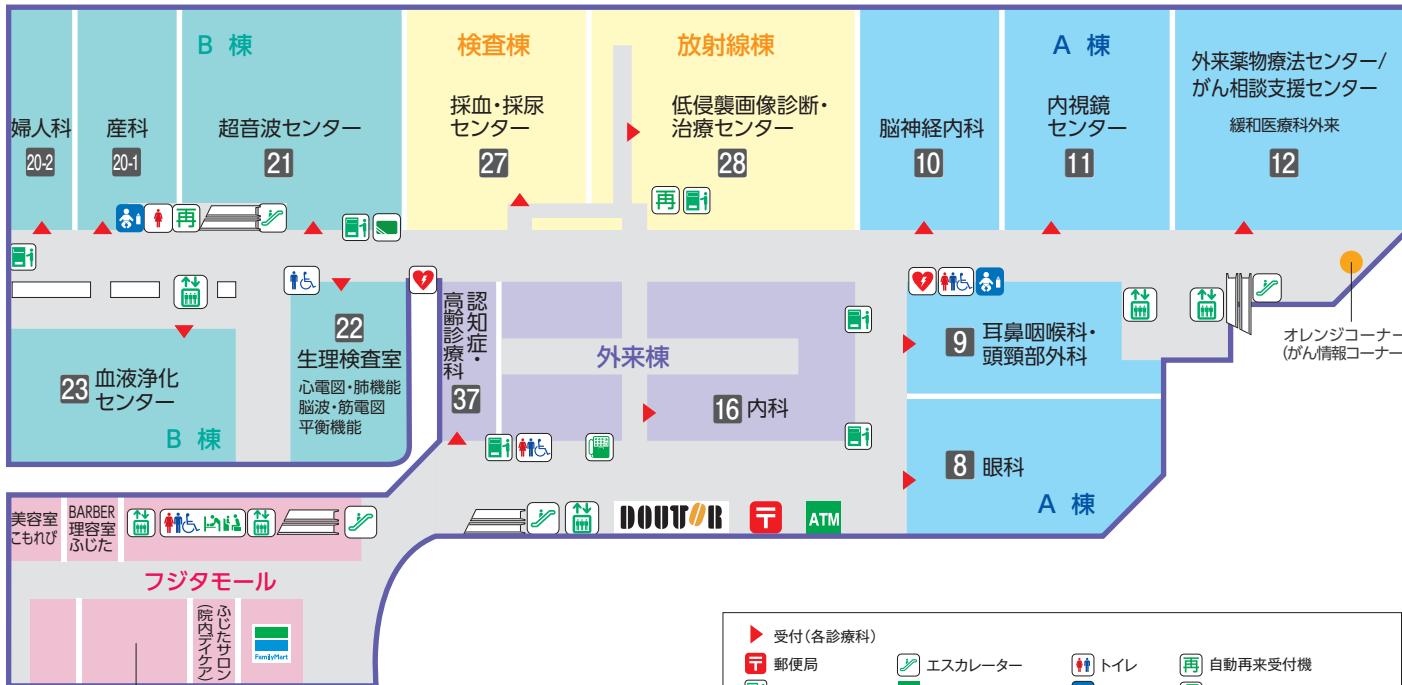 B 棟
検査棟
放射線棟
A 棟
婦人科
20-2
産科
20-1
超音波センター
21
採血・採尿
センター
27
低侵襲画像診断・
治療センター
28
脳神経内科
10
内視鏡
センター
11
外来薬物療法センター/
がん相談支援センター
緩和医療科外来
12
再
再
オレンジコーナー
(がん情報コーナー
23 血液浄化
センター
B 棟
22
生理検査室
心電図・肺機能
脳波・筋電図
平衡機能
認知症・
高齢診療科
37
外来棟
16 内科
9 耳鼻咽喉科・
頭頸部外科
8 眼科
A 棟
DOUTOR
〒
ATM
美容室
こもれび
BARBER
理容室
ふじた
フジタモール
ふじたサロン
(院内デイケア)
FamilyMart
受付(各診療科)
〒 郵便局
エスカレーター
トイレ
再 自動再来受付機